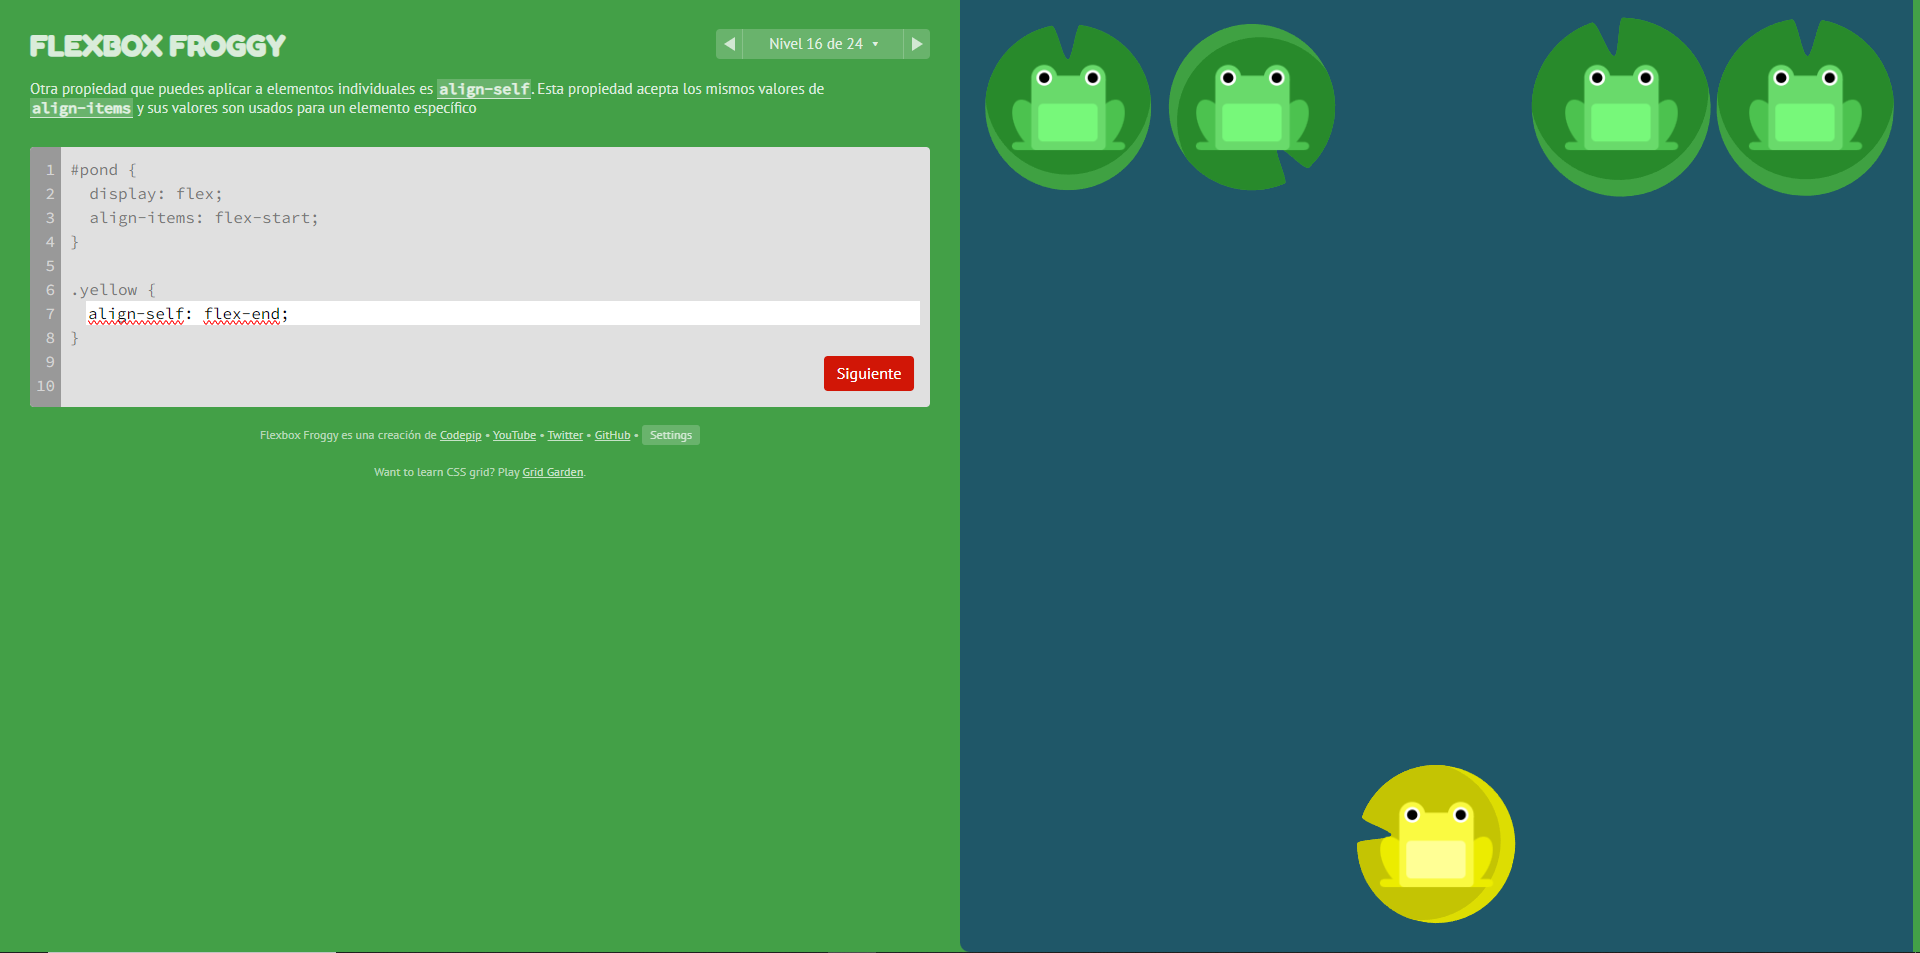 FLEXBOX FROGGY
Nivel 16 de 24
Otra propiedad que puedes aplicar a elementos individuales es align-self. Esta propiedad acepta los mismos valores de
align-items y sus valores son usados para un elemento específico
1 #pond {
2 display: flex;
3 align-items: flex-start;
4 }
5
6 .yellow {
7 align-self: flex-end;
8 }
9
10
Siguiente
Flexbox Froggy es una creación de Codepip • YouTube • Twitter • GitHub • Settings
Want to learn CSS grid? Play Grid Garden.